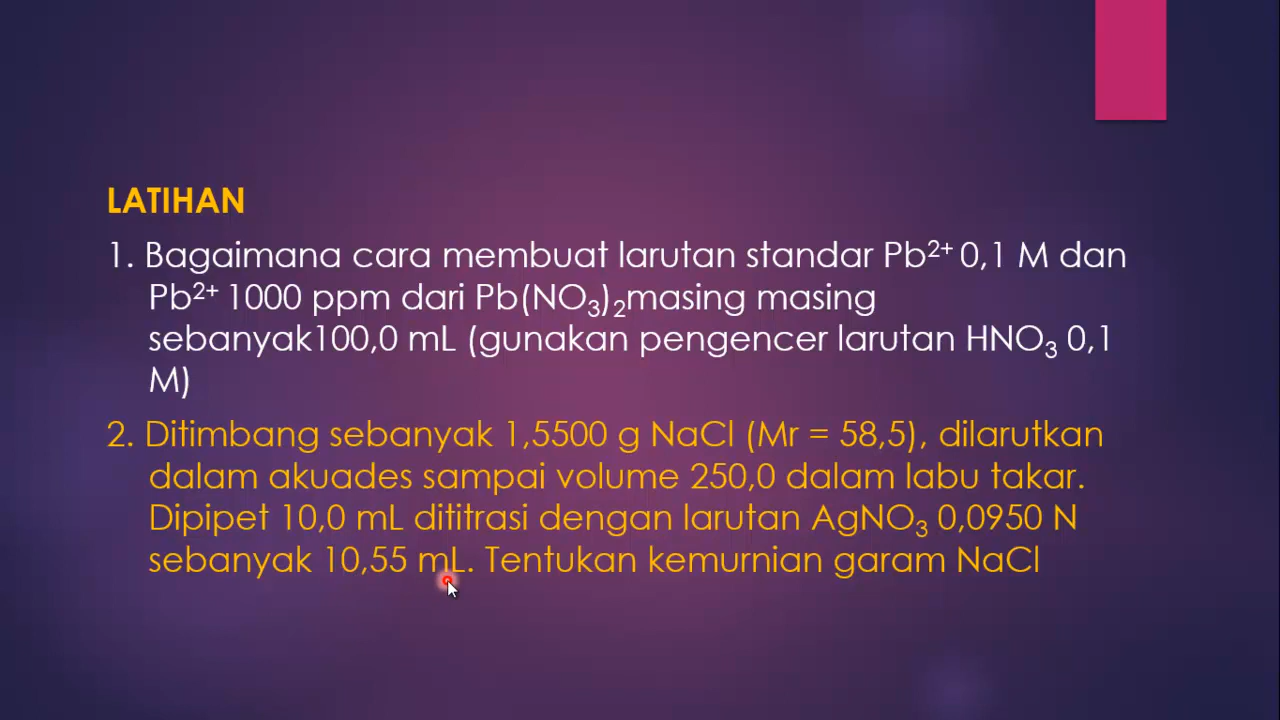 LATIHAN
1. Bagaimana cara membuat larutan standar Pb²⁺ 0,1 M dan
Pb²⁺ 1000 ppm dari Pb(NO₃)₂masing masing
sebanyak100,0 mL (gunakan pengencer larutan HNO₃ 0,1
M)
2. Ditimbang sebanyak 1,5500 g NaCl (Mr = 58,5), dilarutkan
dalam akuades sampai volume 250,0 dalam labu takar.
Dipipet 10,0 mL dititrasi dengan larutan AgNO₃ 0,0950 N
sebanyak 10,55 mL. Tentukan kemurnian garam NaCl